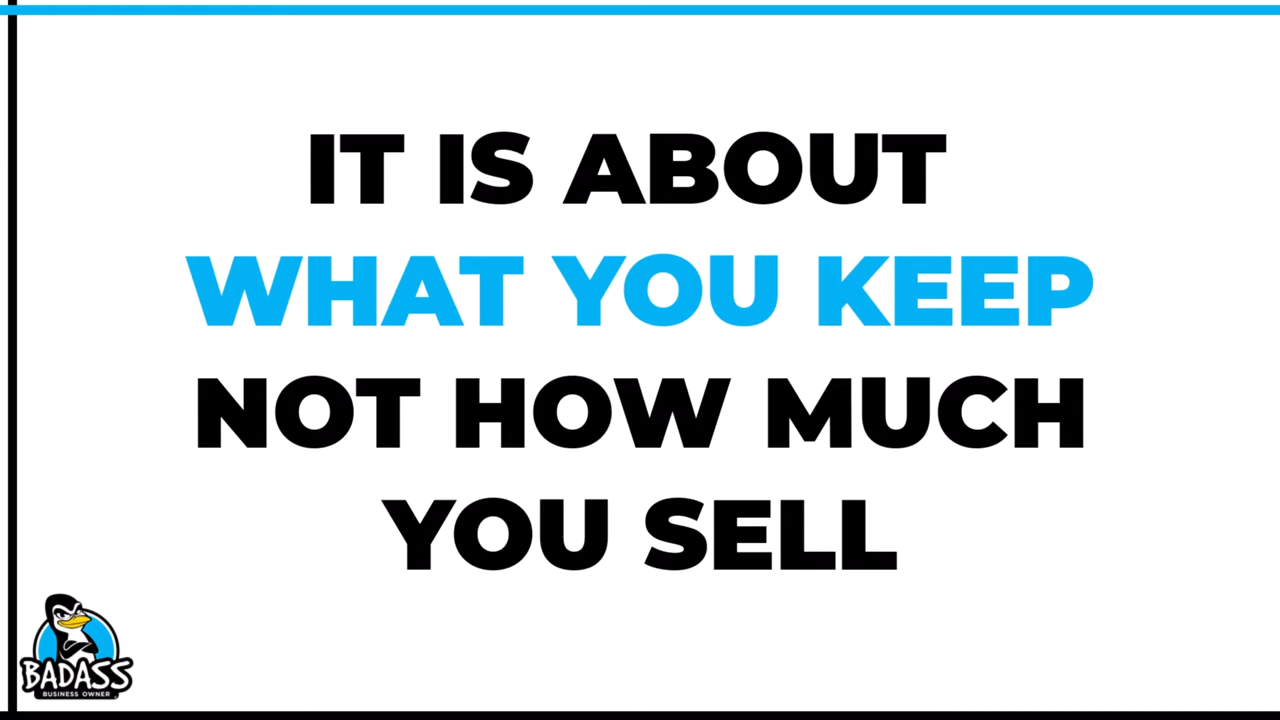 IT IS ABOUT
WHAT YOU KEEP
NOT HOW MUCH
YOU SELL
BADASS
BUSINESS OWNER